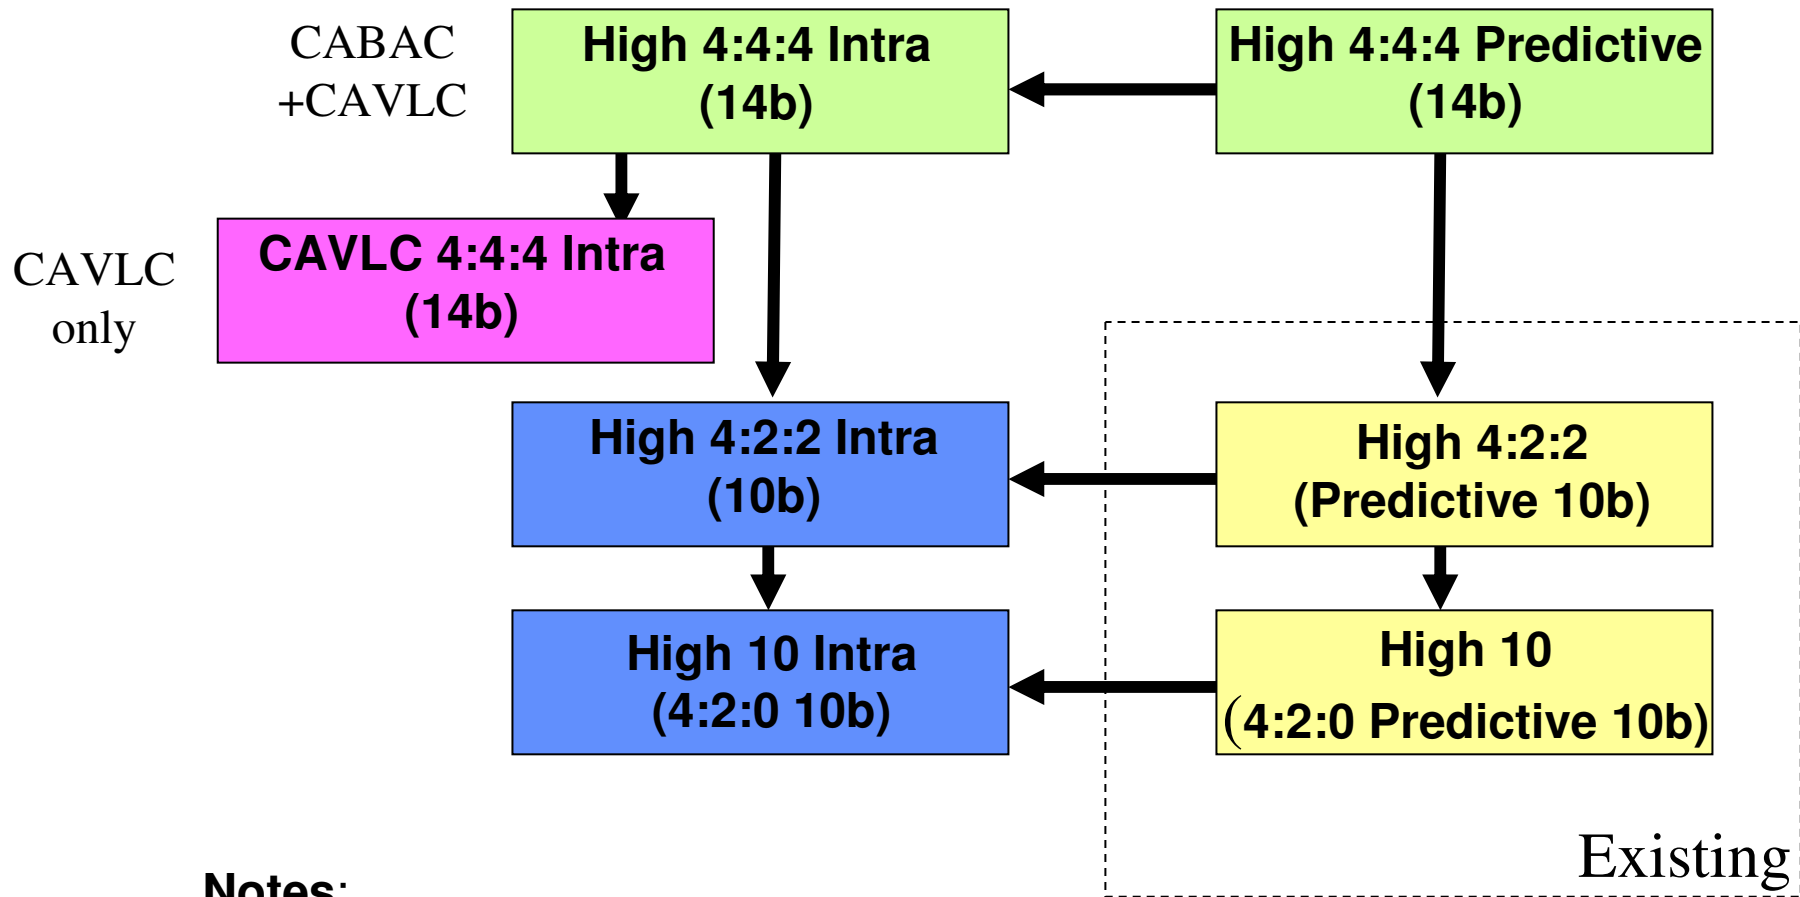 CABAC
+CAVLC
High 4:4:4 Intra
(14b)
High 4:4:4 Predictive
(14b)
CAVLC
only
CAVLC 4:4:4 Intra
(14b)
High 4:2:2 Intra
(10b)
High 4:2:2
(Predictive 10b)
High 10 Intra
(4:2:0 10b)
High 10
(4:2:0 Predictive 10b)
Existing
Notes: